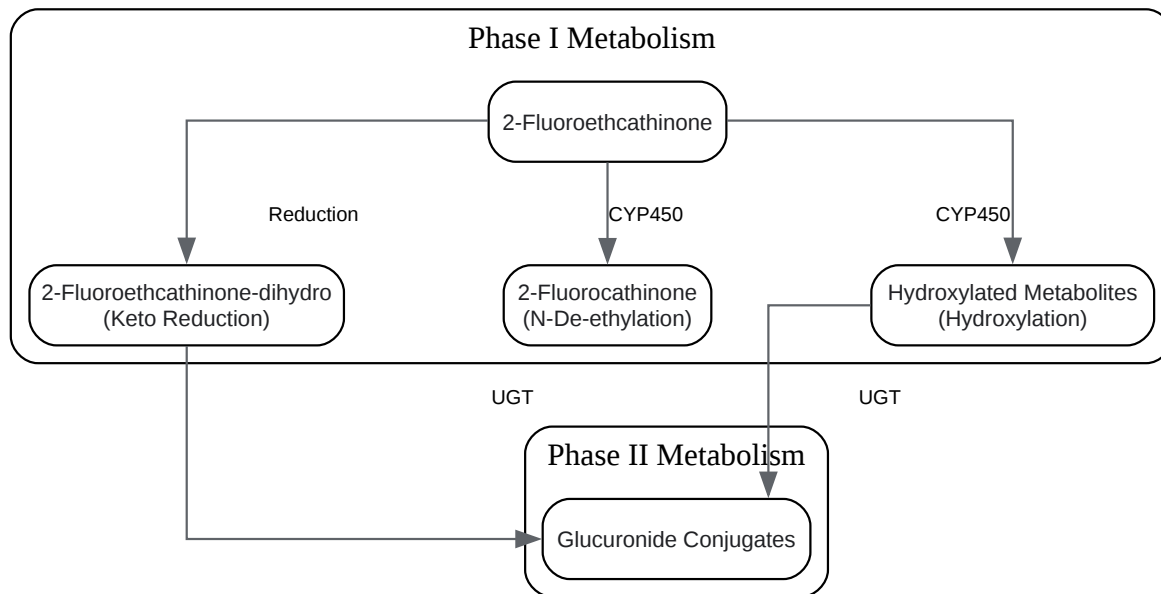 Phase I Metabolism
2-Fluoroethcathinone
Reduction
CYP450
CYP450
2-Fluoroethcathinone-dihydro
(Keto Reduction)
2-Fluorocathinone
(N-De-ethylation)
Hydroxylated Metabolites
(Hydroxylation)
UGT
UGT
Phase II Metabolism
Glucuronide Conjugates